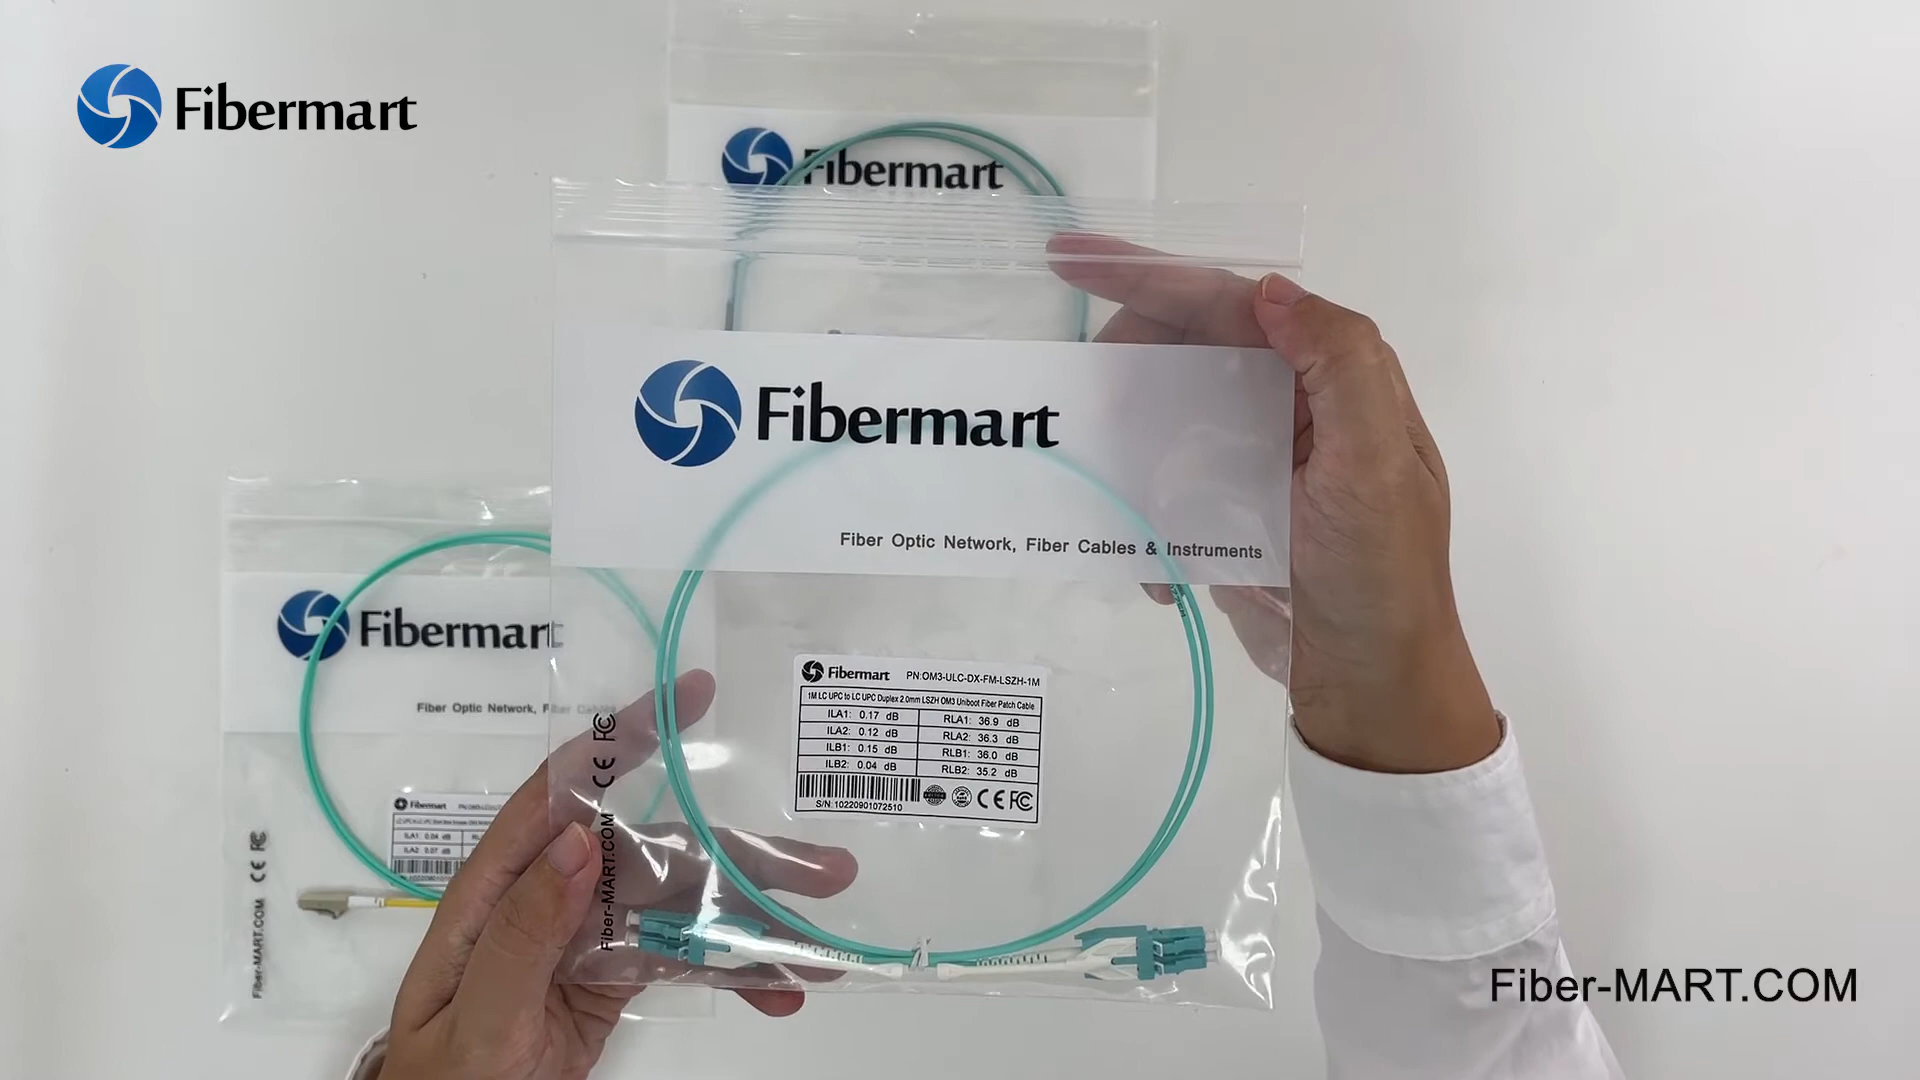 Fibermart
Fibermart
Fibermart
Fiber Optic Network, Fiber Cables & Instruments
Fibermart PN:OM3-ULC-DX-FM-LSZH-1M
1M LC UPC to LC UPC Duplex 2.0mm LSZH OM3 Uniboot Fiber Patch Cable
ILA1: 0.17 dB RLA1: 36.9 dB
ILA2: 0.12 dB RLA2: 36.3 dB
ILB1: 0.15 dB RLB1: 36.0 dB
ILB2: 0.04 dB RLB2: 35.2 dB
S/N:10220901072510
CE FC
Fiber-MART.COM CE FC
Fibermart
Fiber Optic Network, Fiber Cables
Fibermart
ILA1 0.04 dB
ILA2 0.07 dB
Fiber-MART.COM CE FC
Fiber-MART.COM